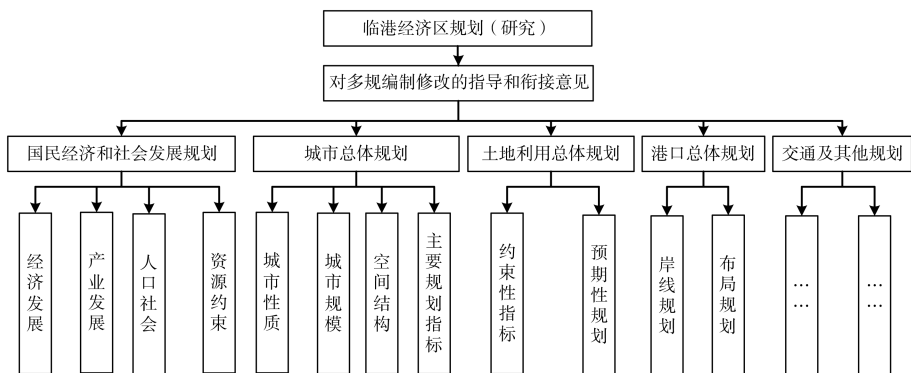 临港经济区规划（研究）
对多规编制修改的指导和衔接意见
国民经济和社会发展规划
城市总体规划
土地利用总体规划
港口总体规划
交通及其他规划
经济发展
产业发展
人口社会
资源约束
城市性质
城市规模
空间结构
主要规划指标
约束性指标
预期性规划
岸线规划
布局规划
……
……